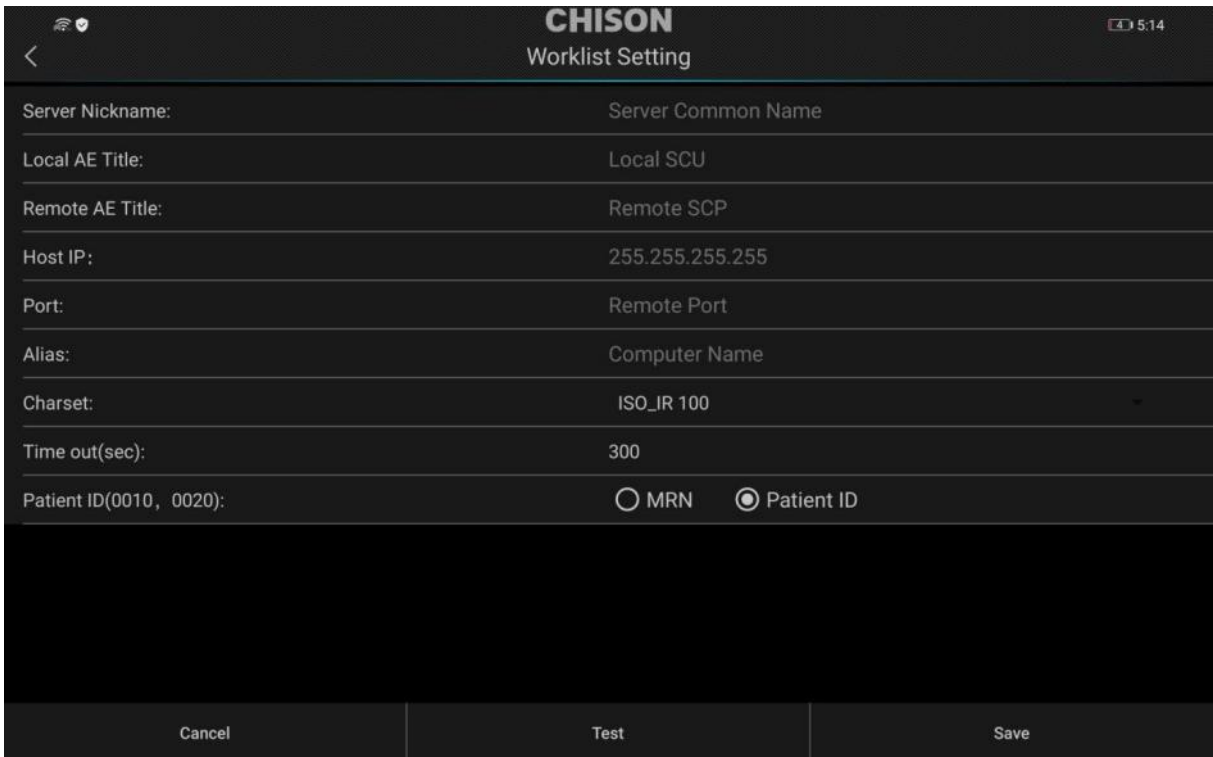 CHISON
4 5:14
Worklist Setting
Server Nickname: Server Common Name
Local AE Title: Local SCU
Remote AE Title: Remote SCP
Host IP： 255.255.255.255
Port: Remote Port
Alias: Computer Name
Charset: ISO_IR 100
Time out(sec): 300
Patient ID(0010，0020): MRN Patient ID
Cancel Test Save